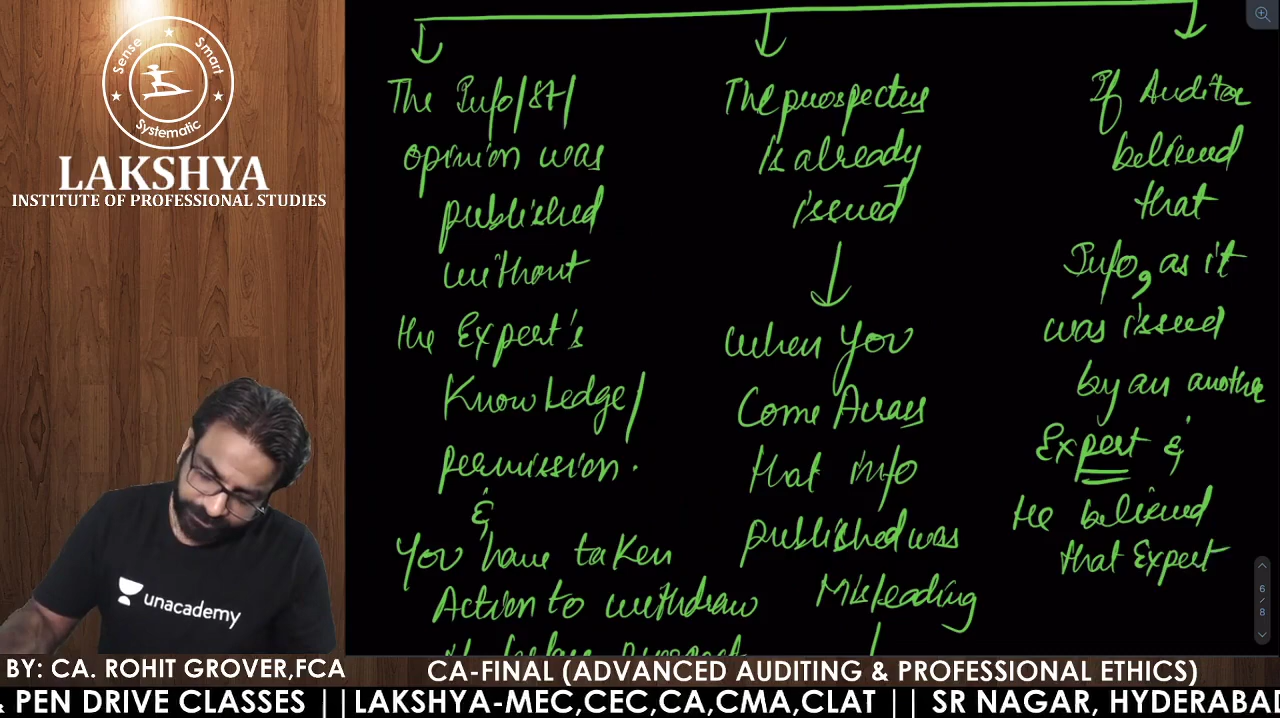 Sense
Smart
Systematic
LAKSHYA
INSTITUTE OF PROFESSIONAL STUDIES
The Info/St/
opinion was
published
without
the Expert's
Knowledge/
permission.
&
You have taken
Action to withdraw
it before
The prospectus
is already
issued
When You
Come Across
that info
published was
Misleading
If Auditor
believed
that
Info, as it
was issued
by an another
Expert &
He believed
that Expert
6
/
8
unacademy
BY: CA. ROHIT GROVER,FCA
CA-FINAL (ADVANCED AUDITING & PROFESSIONAL ETHICS)
PEN DRIVE CLASSES ||LAKSHYA-MEC,CEC,CA,CMA,CLAT || SR NAGAR, HYDERABAD